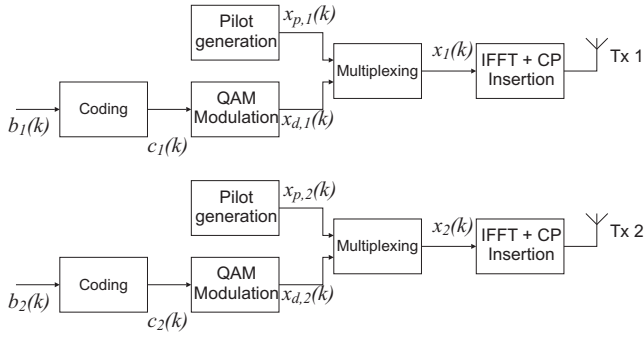 Pilot
generation
x_{p,1}(k)
Multiplexing
x_1(k)
IFFT + CP
Insertion
Tx 1
b_1(k)
Coding
c_1(k)
QAM
Modulation
x_{d,1}(k)
Pilot
generation
x_{p,2}(k)
Multiplexing
x_2(k)
IFFT + CP
Insertion
Tx 2
b_2(k)
Coding
c_2(k)
QAM
Modulation
x_{d,2}(k)